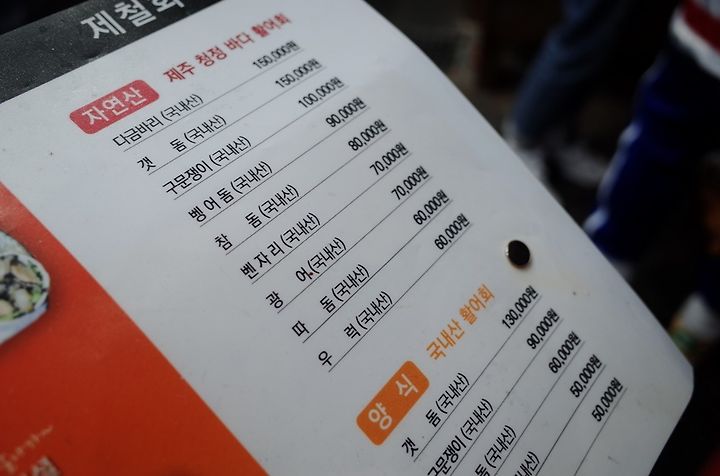 제철회
자연산 제주 청정 바다 활어회
다금바리 (국내산) 150,000원
갯 돔 (국내산) 150,000원
구문쟁이 (국내산) 100,000원
벵어돔 (국내산) 90,000원
참 돔 (국내산) 80,000원
벤자리 (국내산) 70,000원
광 어 (국내산) 70,000원
따 돔 (국내산) 60,000원
우 럭 (국내산) 60,000원
양 식 국내산 활어회
갯 돔 (국내산) 130,000원
구문쟁이 (국내산) 90,000원
돔 (국내산) 60,000원
50,000원
50,000원